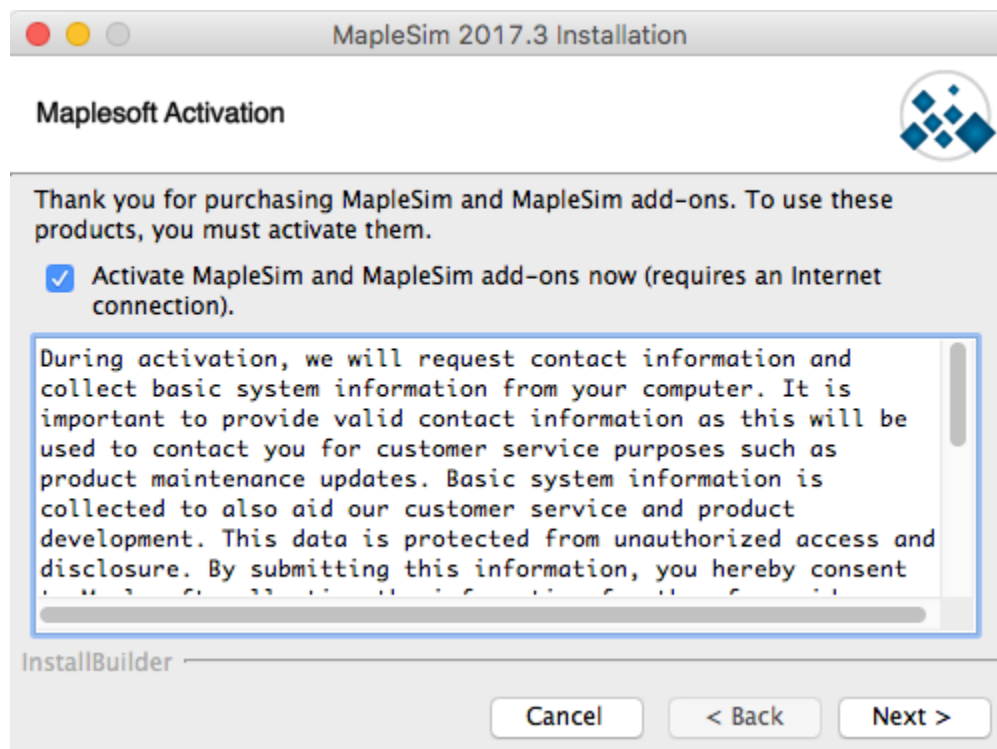 MapleSim 2017.3 Installation
Maplesoft Activation
Thank you for purchasing MapleSim and MapleSim add-ons. To use these
products, you must activate them.
Activate MapleSim and MapleSim add-ons now (requires an Internet
connection).
During activation, we will request contact information and
collect basic system information from your computer. It is
important to provide valid contact information as this will be
used to contact you for customer service purposes such as
product maintenance updates. Basic system information is
collected to also aid our customer service and product
development. This data is protected from unauthorized access and
disclosure. By submitting this information, you hereby consent
InstallBuilder
Cancel
< Back
Next >